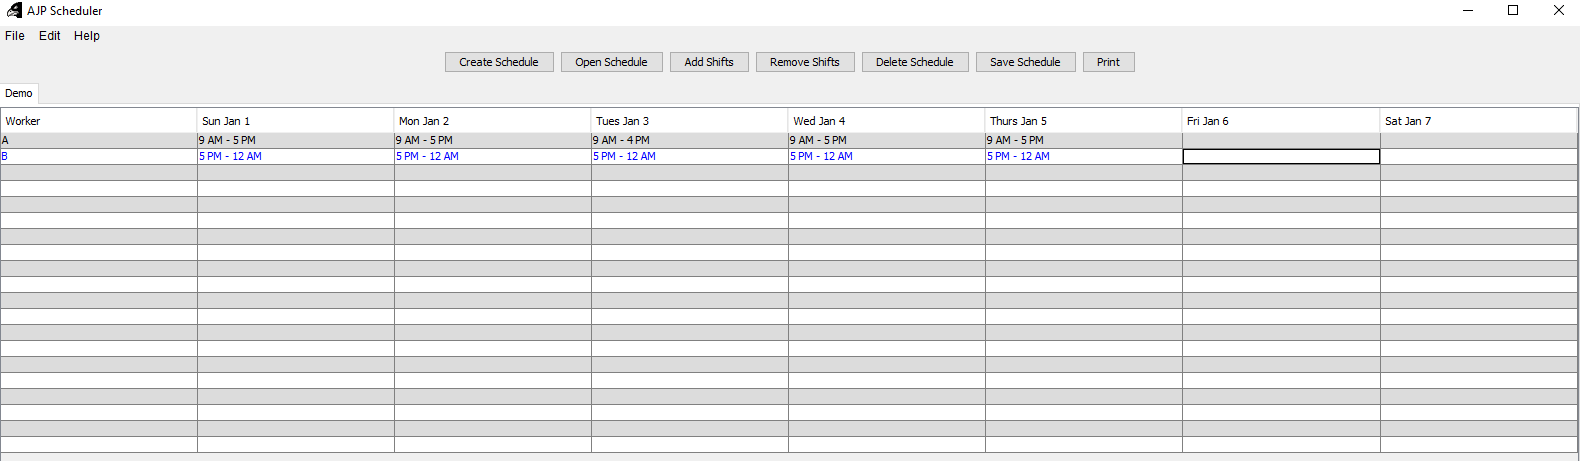 AJP Scheduler
File Edit Help
Create Schedule Open Schedule Add Shifts Remove Shifts Delete Schedule Save Schedule Print
Demo
Worker Sun Jan 1 Mon Jan 2 Tues Jan 3 Wed Jan 4 Thurs Jan 5 Fri Jan 6 Sat Jan 7
A 9 AM - 5 PM 9 AM - 5 PM 9 AM - 4 PM 9 AM - 5 PM 9 AM - 5 PM
B 5 PM - 12 AM 5 PM - 12 AM 5 PM - 12 AM 5 PM - 12 AM 5 PM - 12 AM